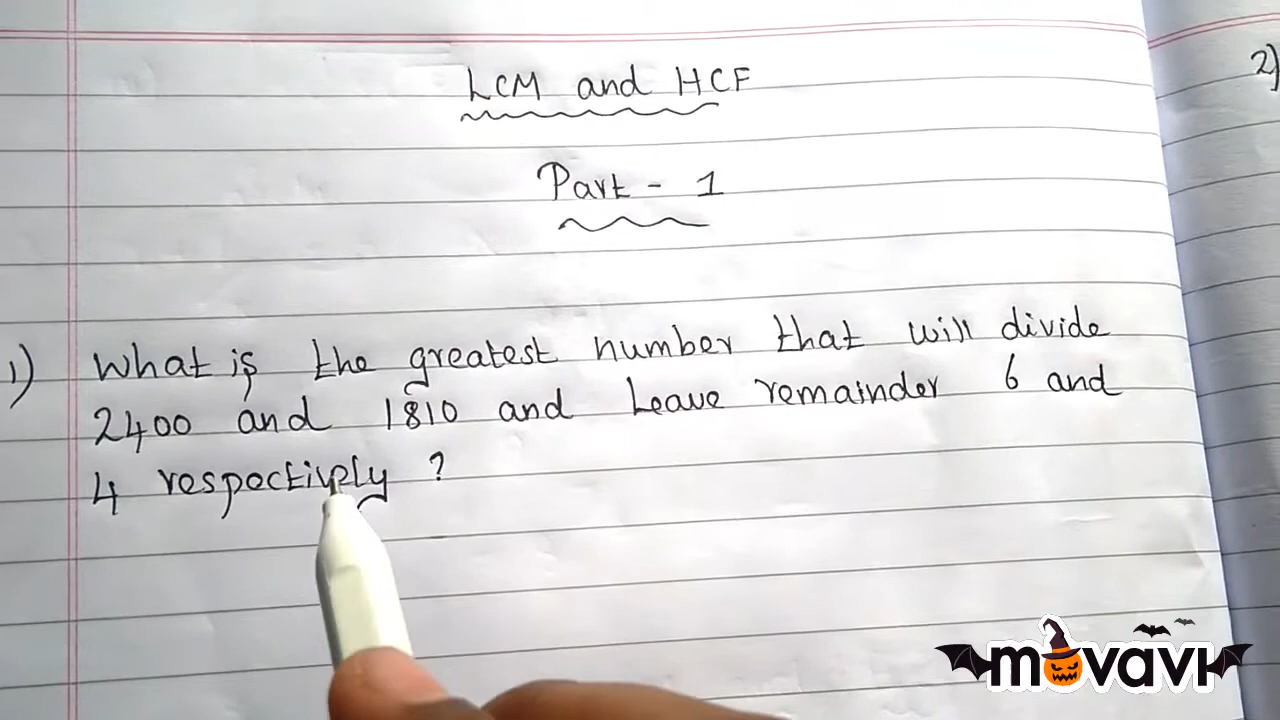 LCM and HCF
Part - 1
2)
1) What is the greatest number that will divide
2400 and 1810 and Leave remainder 6 and
4 respectively ?
movavi